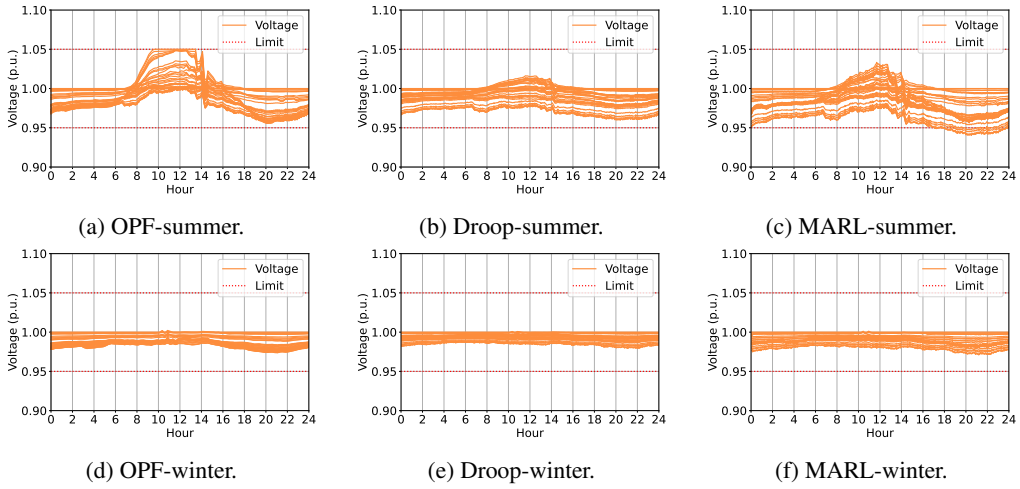 1.10
1.05
1.00
0.95
0.90
Voltage (p.u.)
Voltage
Limit
0 2 4 6 8 10 12 14 16 18 20 22 24
Hour
(a) OPF-summer.
1.10
1.05
1.00
0.95
0.90
Voltage (p.u.)
Voltage
Limit
0 2 4 6 8 10 12 14 16 18 20 22 24
Hour
(b) Droop-summer.
1.10
1.05
1.00
0.95
0.90
Voltage (p.u.)
Voltage
Limit
0 2 4 6 8 10 12 14 16 18 20 22 24
Hour
(c) MARL-summer.
1.10
1.05
1.00
0.95
0.90
Voltage (p.u.)
Voltage
Limit
0 2 4 6 8 10 12 14 16 18 20 22 24
Hour
(d) OPF-winter.
1.10
1.05
1.00
0.95
0.90
Voltage (p.u.)
Voltage
Limit
0 2 4 6 8 10 12 14 16 18 20 22 24
Hour
(e) Droop-winter.
1.10
1.05
1.00
0.95
0.90
Voltage (p.u.)
Voltage
Limit
0 2 4 6 8 10 12 14 16 18 20 22 24
Hour
(f) MARL-winter.